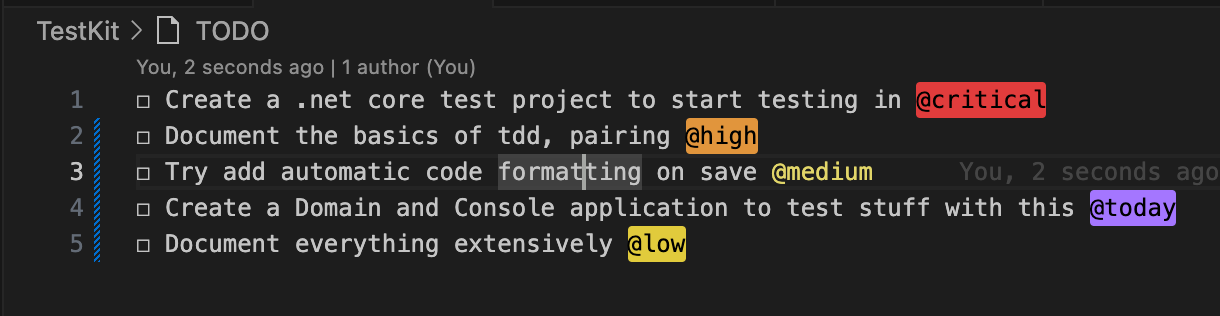 TestKit > TODO
You, 2 seconds ago | 1 author (You)
1 □ Create a .net core test project to start testing in @critical
2 □ Document the basics of tdd, pairing @high
3 □ Try add automatic code formatting on save @medium You, 2 seconds ago
4 □ Create a Domain and Console application to test stuff with this @today
5 □ Document everything extensively @low